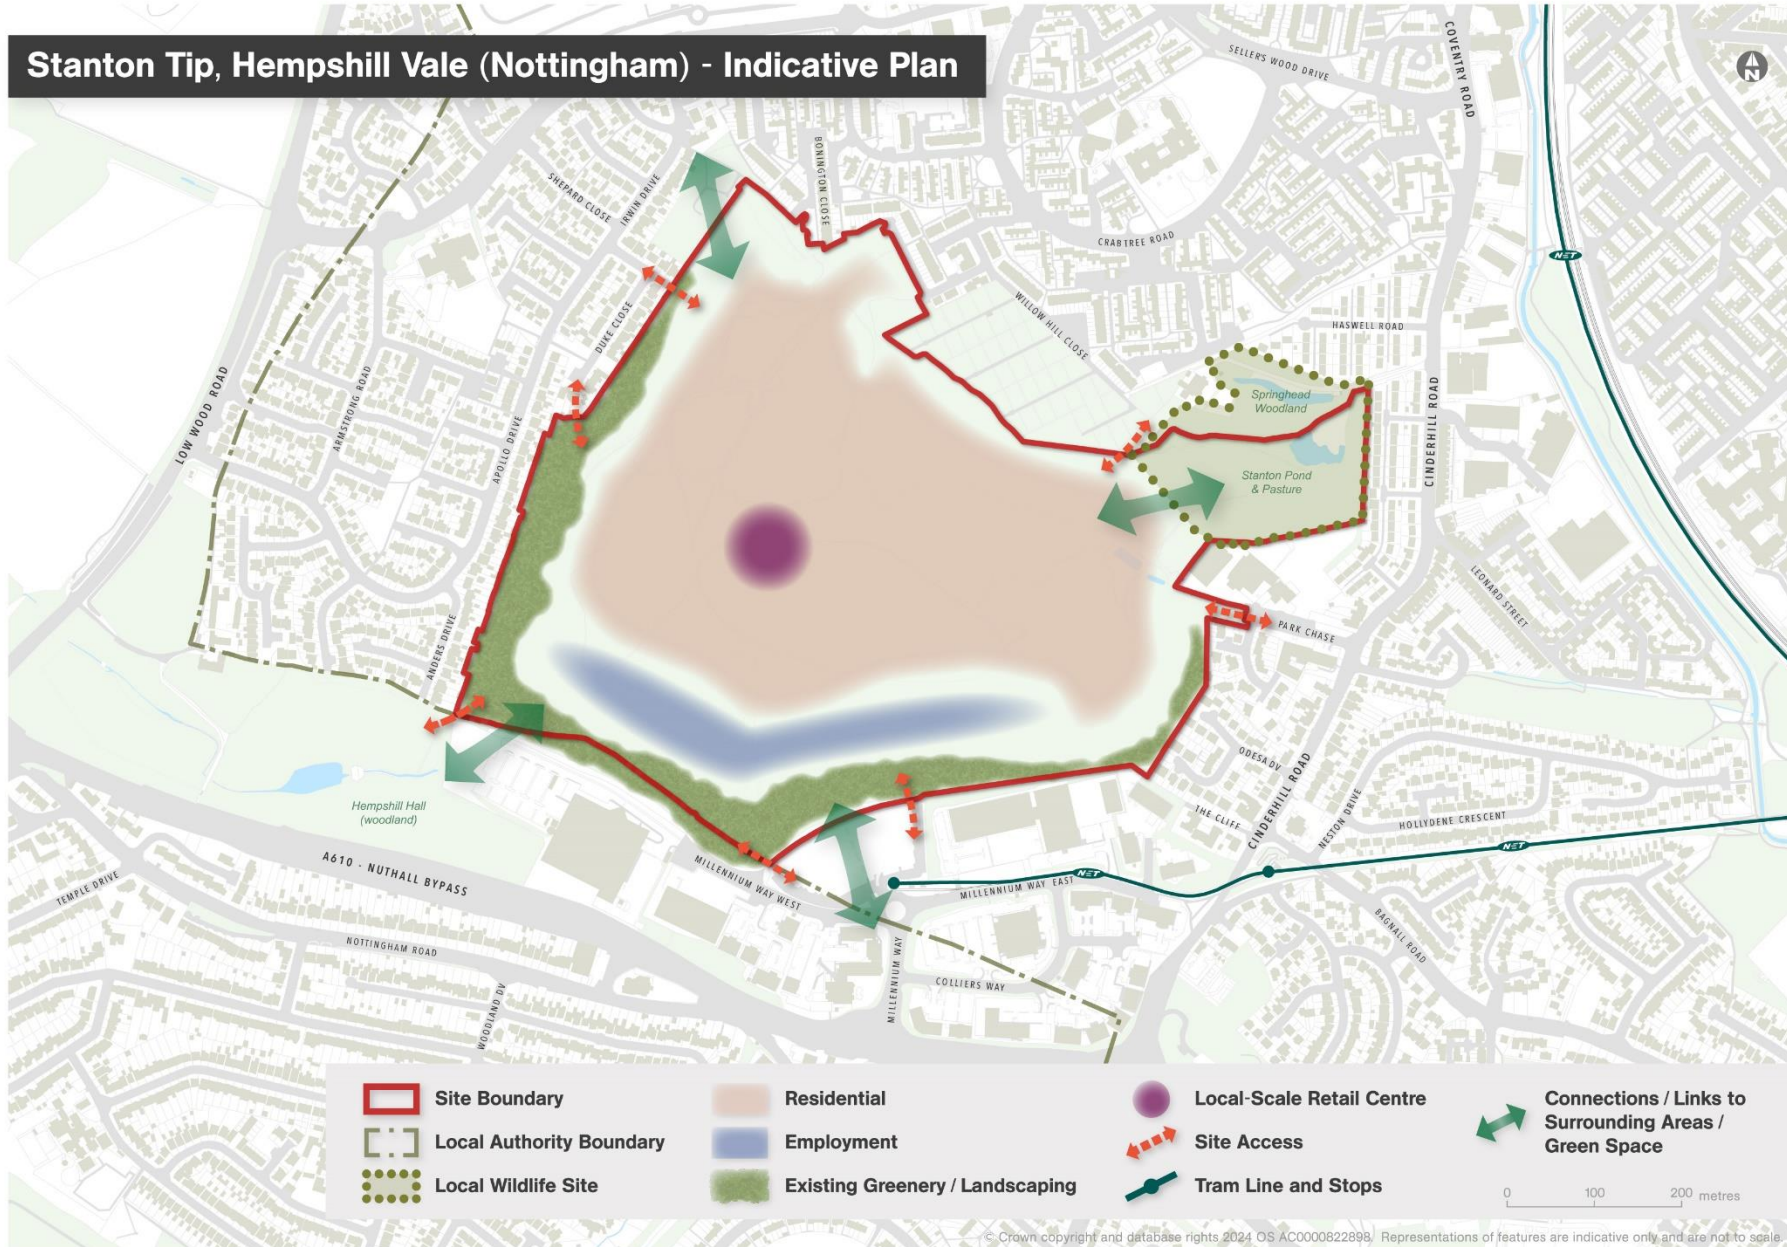 Stanton Tip, Hempshill Vale (Nottingham) - Indicative Plan
N
SELLER'S WOOD DRIVE
COVENTRY ROAD
BONINGTON CLOSE
SHEPARD CLOSE
IRWIN DRIVE
CRABTREE ROAD
NET
WILLOW HILL CLOSE
HASWELL ROAD
DUKE CLOSE
LOW WOOD ROAD
ARMSTRONG ROAD
APOLLO DRIVE
Springhead
Woodland
CINDERHILL ROAD
Stanton Pond
& Pasture
LEONARD STREET
PARK CHASE
ANDERS DRIVE
ODESA DV
CINDERHILL ROAD
Hempshill Hall
(woodland)
THE CLIFF
NESTON DRIVE
HOLLYDENE CRESCENT
NET
A610 - NUTHALL BYPASS
TEMPLE DRIVE
MILLENNIUM WAY WEST
NET
MILLENNIUM WAY EAST
BAGNALL ROAD
NOTTINGHAM ROAD
MILLENNIUM WAY
COLLIERS WAY
WOODLAND DV
Site Boundary
Local Authority Boundary
Local Wildlife Site
Residential
Employment
Existing Greenery / Landscaping
Local-Scale Retail Centre
Site Access
Tram Line and Stops
Connections / Links to
Surrounding Areas /
Green Space
0 100 200 metres
© Crown copyright and database rights 2024 OS AC0000822898. Representations of features are indicative only and are not to scale